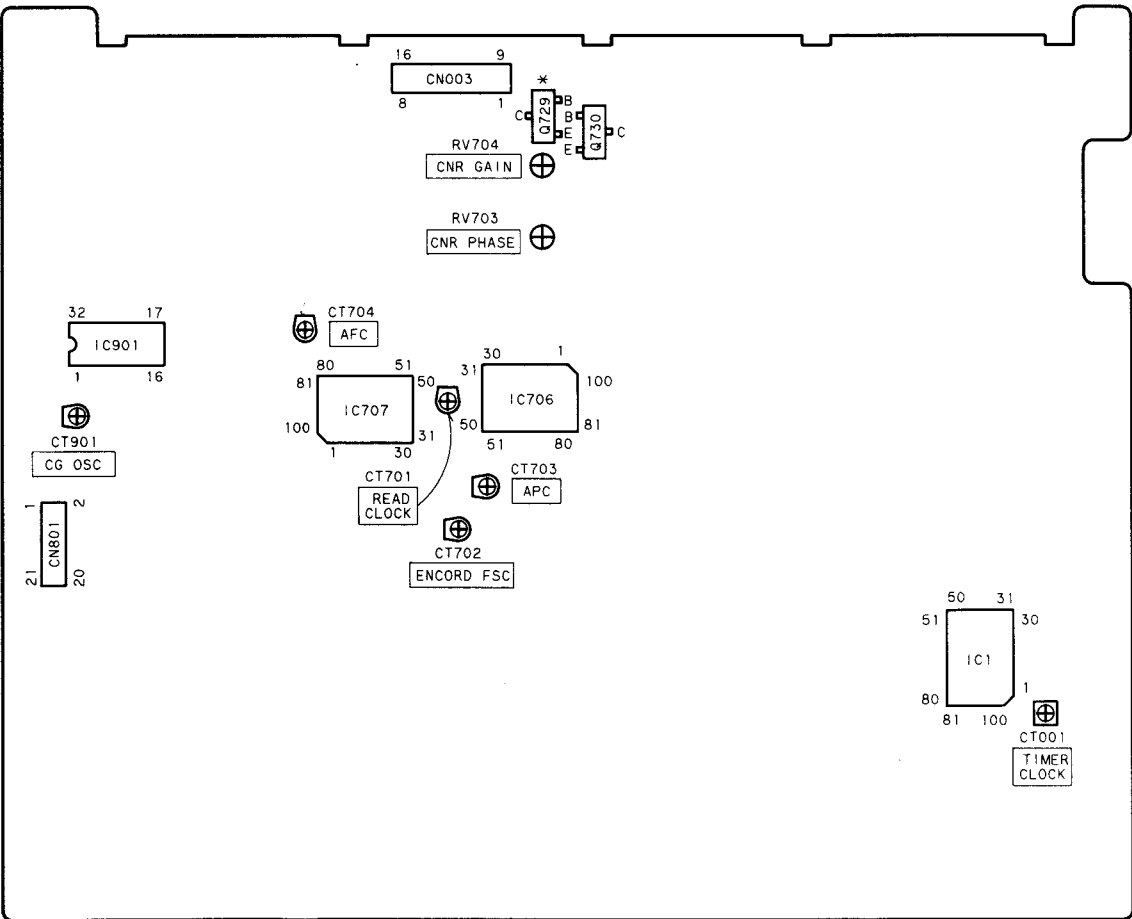 16 9
CN003
8 1
*
C Q729 B
E
B Q730 C
E
RV704
CNR GAIN
RV703
CNR PHASE
32 17
IC901
1 16
CT901
CG OSC
CT704
AFC
80 51
81 50
IC707
100 31
1 30
30 1
31 100
IC706
50 81
51 80
CT701
READ
CLOCK
CT703
APC
CT702
ENCORD FSC
1 2
CN801
21 20
50 31
51 30
IC1
80 1
81 100
CT001
TIMER
CLOCK